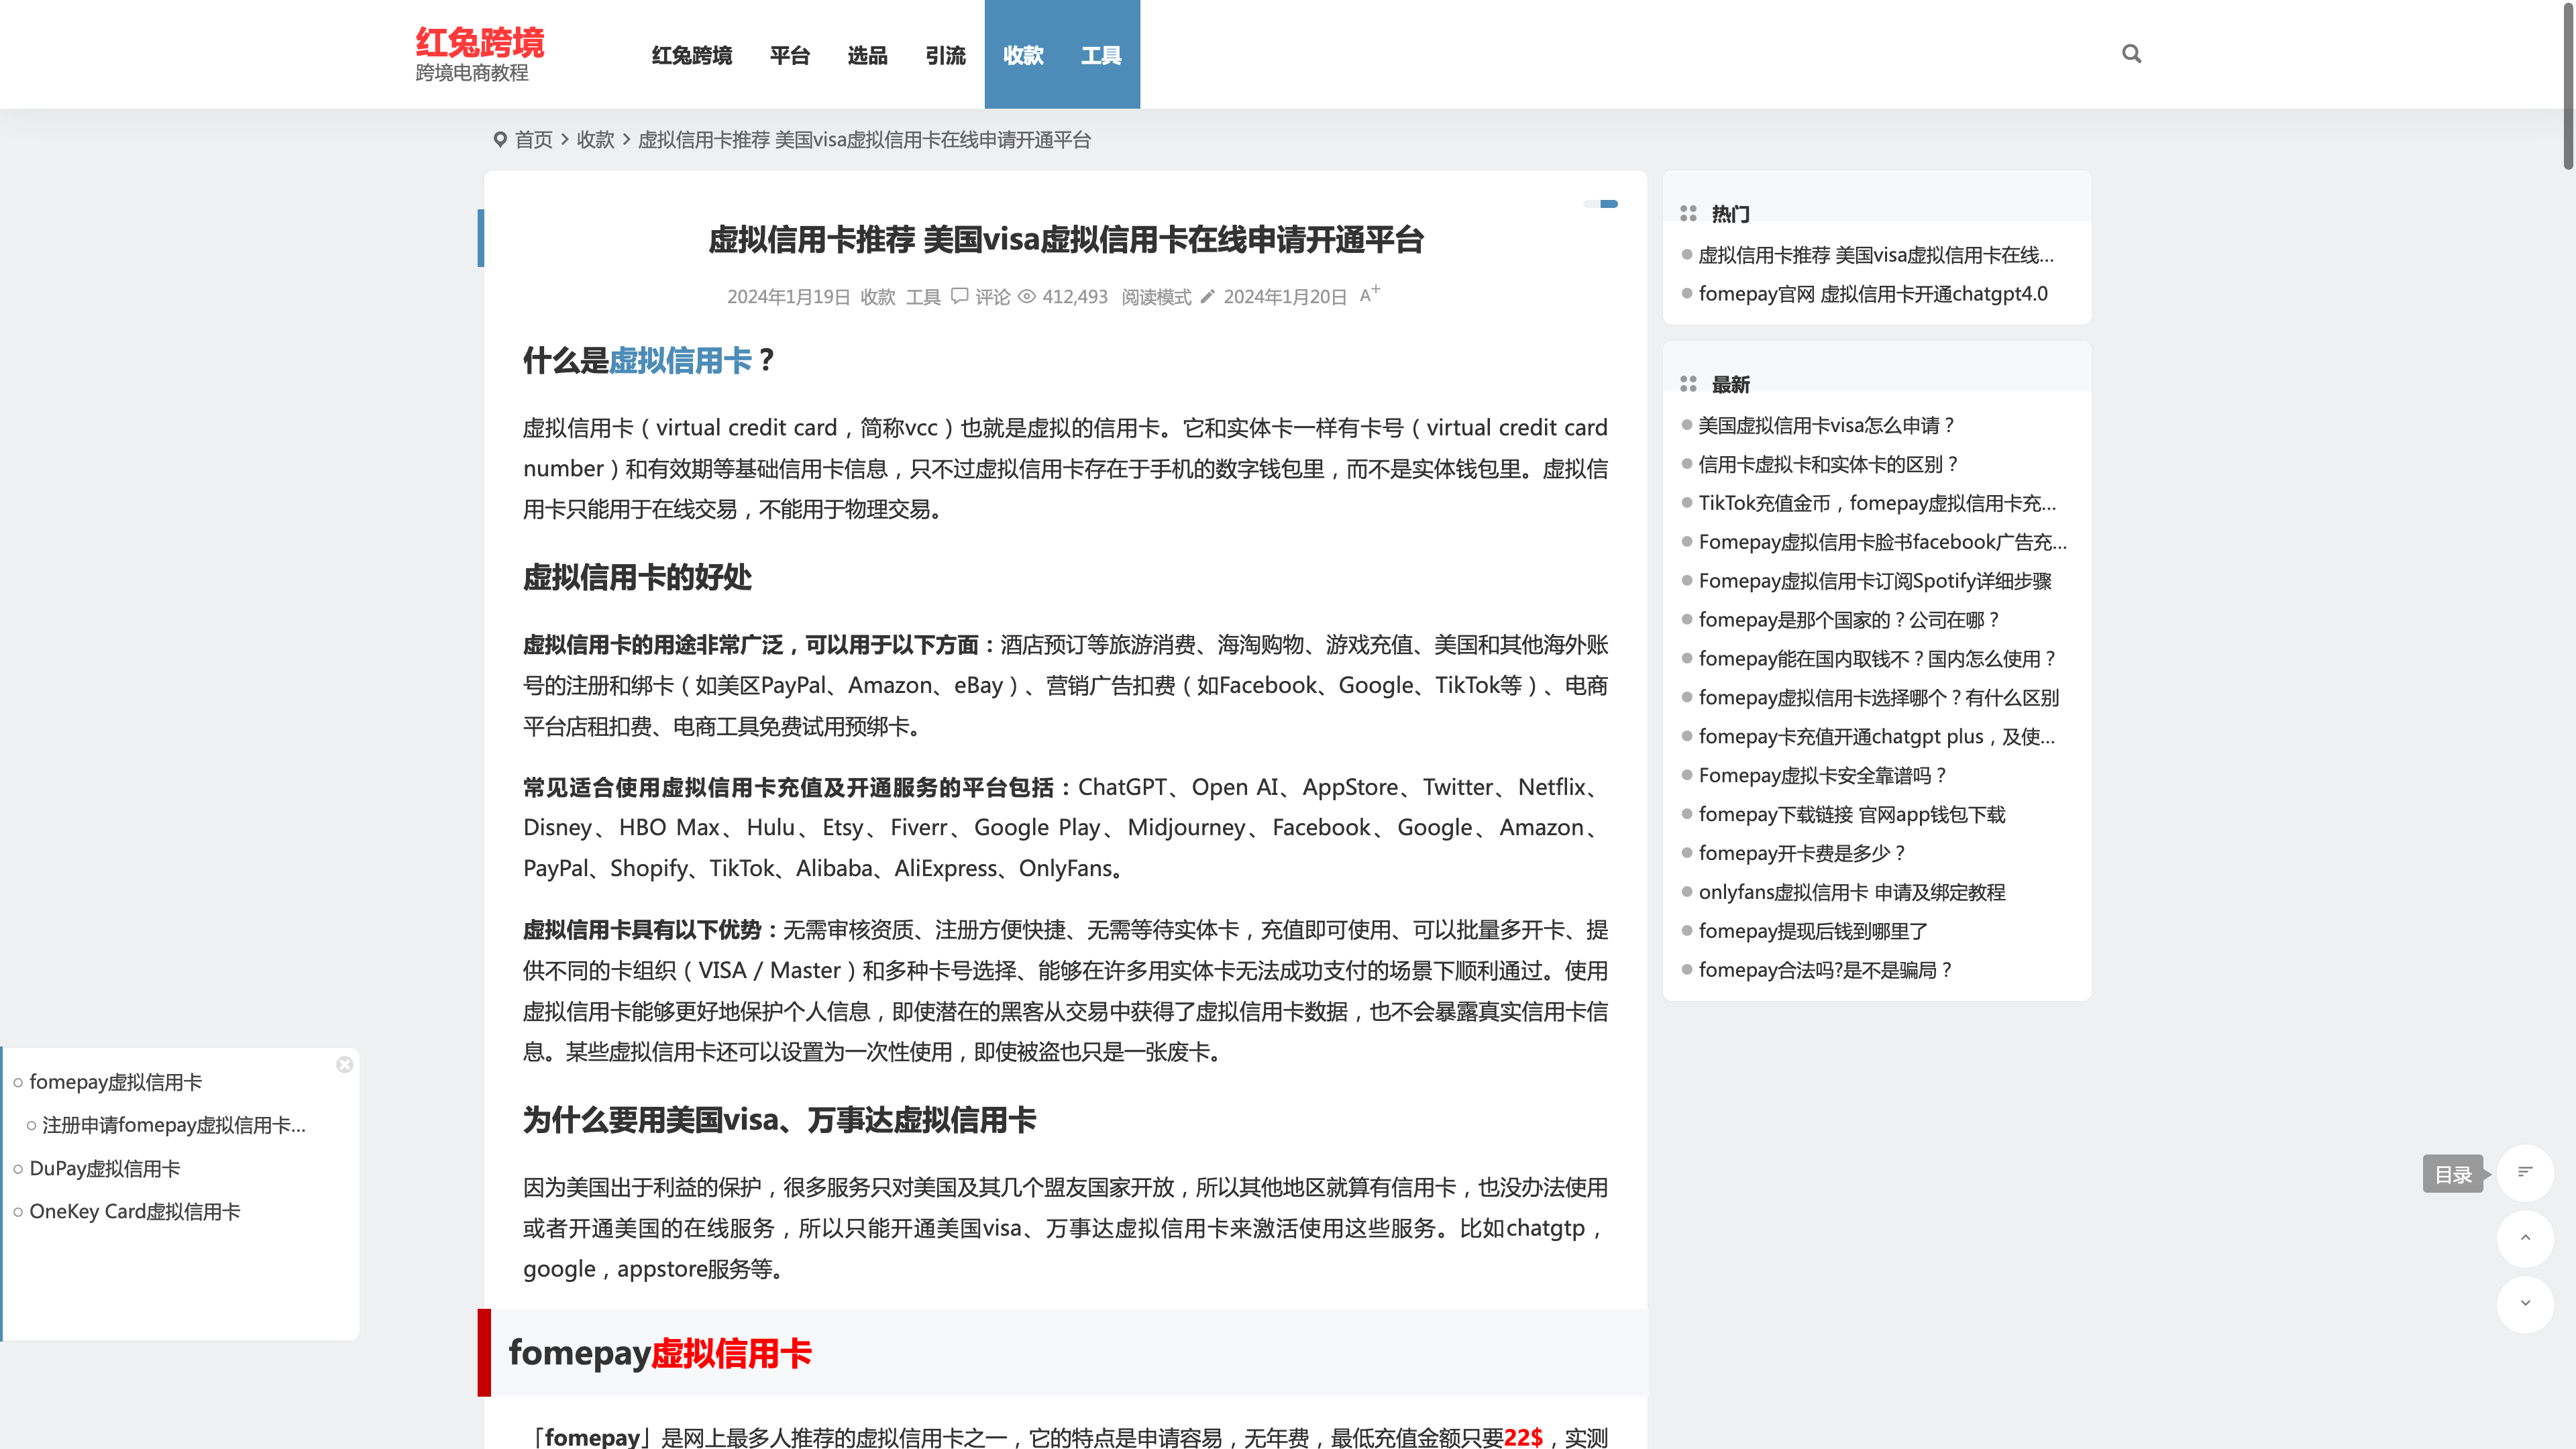 红兔跨境
跨境电商教程
红兔跨境 平台 选品 引流 收款 工具
首页 > 收款 > 虚拟信用卡推荐 美国visa虚拟信用卡在线申请开通平台
虚拟信用卡推荐 美国visa虚拟信用卡在线申请开通平台
2024年1月19日 收款 工具 评论 412,493 阅读模式 2024年1月20日 A+
什么是虚拟信用卡？
虚拟信用卡（virtual credit card，简称vcc）也就是虚拟的信用卡。它和实体卡一样有卡号（virtual credit card
number）和有效期等基础信用卡信息，只不过虚拟信用卡存在于手机的数字钱包里，而不是实体钱包里。虚拟信
用卡只能用于在线交易，不能用于物理交易。
虚拟信用卡的好处
虚拟信用卡的用途非常广泛，可以用于以下方面：酒店预订等旅游消费、海淘购物、游戏充值、美国和其他海外账
号的注册和绑卡（如美区PayPal、Amazon、eBay）、营销广告扣费（如Facebook、Google、TikTok等）、电商
平台店租扣费、电商工具免费试用预绑卡。
常见适合使用虚拟信用卡充值及开通服务的平台包括：ChatGPT、Open AI、AppStore、Twitter、Netflix、
Disney、HBO Max、Hulu、Etsy、Fiverr、Google Play、Midjourney、Facebook、Google、Amazon、
PayPal、Shopify、TikTok、Alibaba、AliExpress、OnlyFans。
虚拟信用卡具有以下优势：无需审核资质、注册方便快捷、无需等待实体卡，充值即可使用、可以批量多开卡、提
供不同的卡组织（VISA / Master）和多种卡号选择、能够在许多用实体卡无法成功支付的场景下顺利通过。使用
虚拟信用卡能够更好地保护个人信息，即使潜在的黑客从交易中获得了虚拟信用卡数据，也不会暴露真实信用卡信
息。某些虚拟信用卡还可以设置为一次性使用，即使被盗也只是一张废卡。
为什么要用美国visa、万事达虚拟信用卡
因为美国出于利益的保护，很多服务只对美国及其几个盟友国家开放，所以其他地区就算有信用卡，也没办法使用
或者开通美国的在线服务，所以只能开通美国visa、万事达虚拟信用卡来激活使用这些服务。比如chatgtp，
google，appstore服务等。
fomepay虚拟信用卡
「fomepay」是网上最多人推荐的虚拟信用卡之一，它的特点是申请容易，无年费，最低充值金额只要22$，实测
热门
虚拟信用卡推荐 美国visa虚拟信用卡在线...
fomepay官网 虚拟信用卡开通chatgpt4.0
最新
美国虚拟信用卡visa怎么申请？
信用卡虚拟卡和实体卡的区别？
TikTok充值金币，fomepay虚拟信用卡充...
Fomepay虚拟信用卡脸书facebook广告充...
Fomepay虚拟信用卡订阅Spotify详细步骤
fomepay是那个国家的？公司在哪？
fomepay能在国内取钱不？国内怎么使用？
fomepay虚拟信用卡选择哪个？有什么区别
fomepay卡充值开通chatgpt plus，及使...
Fomepay虚拟卡安全靠谱吗？
fomepay下载链接 官网app钱包下载
fomepay开卡费是多少？
onlyfans虚拟信用卡 申请及绑定教程
fomepay提现后钱到哪里了
fomepay合法吗?是不是骗局？
fomepay虚拟信用卡
注册申请fomepay虚拟信用卡...
DuPay虚拟信用卡
OneKey Card虚拟信用卡
目录